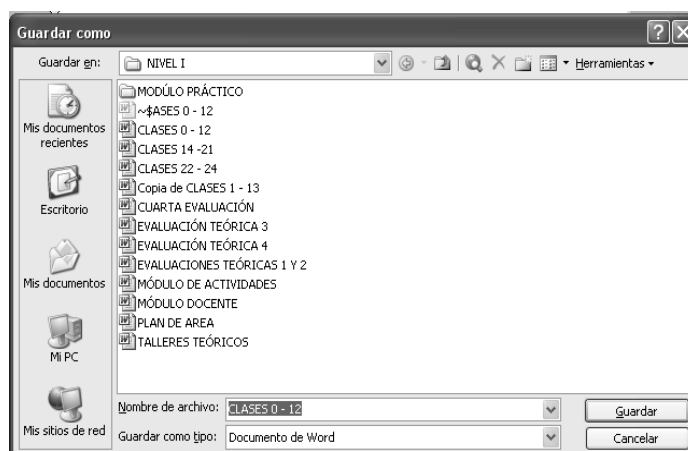 Guardar como
Guardar en: NIVEL I Herramientas
Mis documentos recientes
Escritorio
Mis documentos
Mi PC
Mis sitios de red
MODÚLO PRÁCTICO
~$ASES 0 - 12
CLASES 0 - 12
CLASES 14 -21
CLASES 22 - 24
Copia de CLASES 1 - 13
CUARTA EVALUACIÓN
EVALUACIÓN TEÓRICA 3
EVALUACIÓN TEÓRICA 4
EVALUACIONES TEÓRICAS 1 Y 2
MÓDULO DE ACTIVIDADES
MÓDULO DOCENTE
PLAN DE AREA
TALLERES TEÓRICOS
Nombre de archivo: CLASES 0 - 12 Guardar
Guardar como tipo: Documento de Word Cancelar